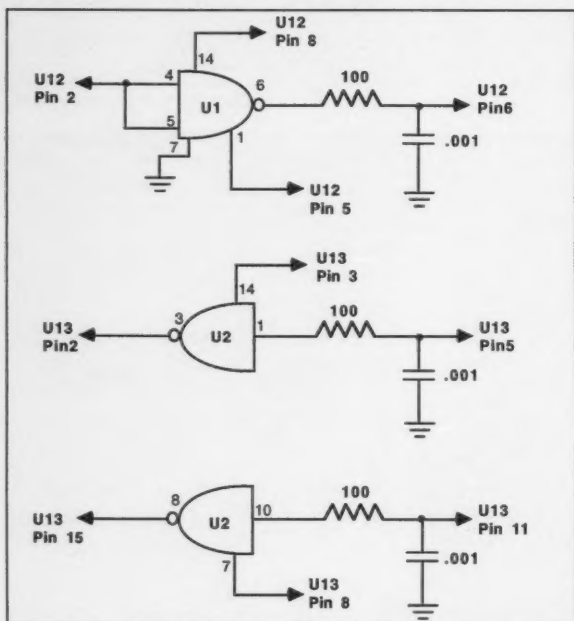 U12
Pin 8
14
U12
Pin 2
4
6
100
U12
Pin6
U1
5
7
1
.001
U12
Pin 5
U13
Pin 3
14
100
U13
Pin2
3
U2
1
U13
Pin5
.001
8
100
U13
Pin 15
U2
10
U13
Pin 11
7
.001
U13
Pin 8